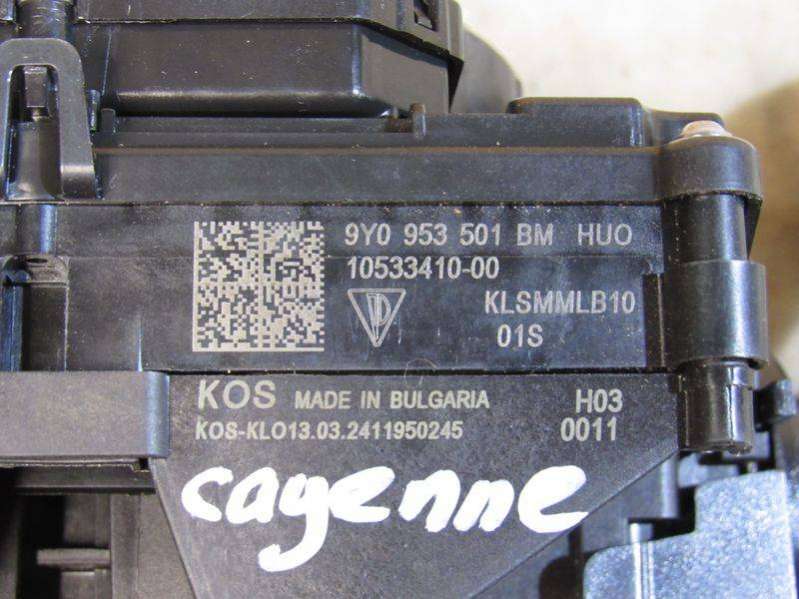 9Y0 953 501 BM HUO
10533410-00
KLSMMLB10
01S
KOS MADE IN BULGARIA H03
KOS-KLO13.03.2411950245 0011
cayenne